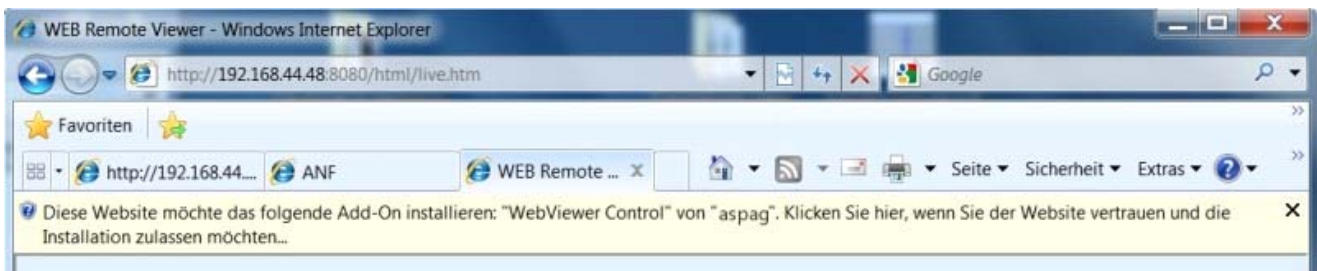 WEB Remote Viewer - Windows Internet Explorer
http://192.168.44.48:8080/html/live.htm
Google
Favoriten
http://192.168.44....
ANF
WEB Remote ...
Seite
Sicherheit
Extras
Diese Website möchte das folgende Add-On installieren: "WebViewer Control" von "aspag". Klicken Sie hier, wenn Sie der Website vertrauen und die
Installation zulassen möchten...